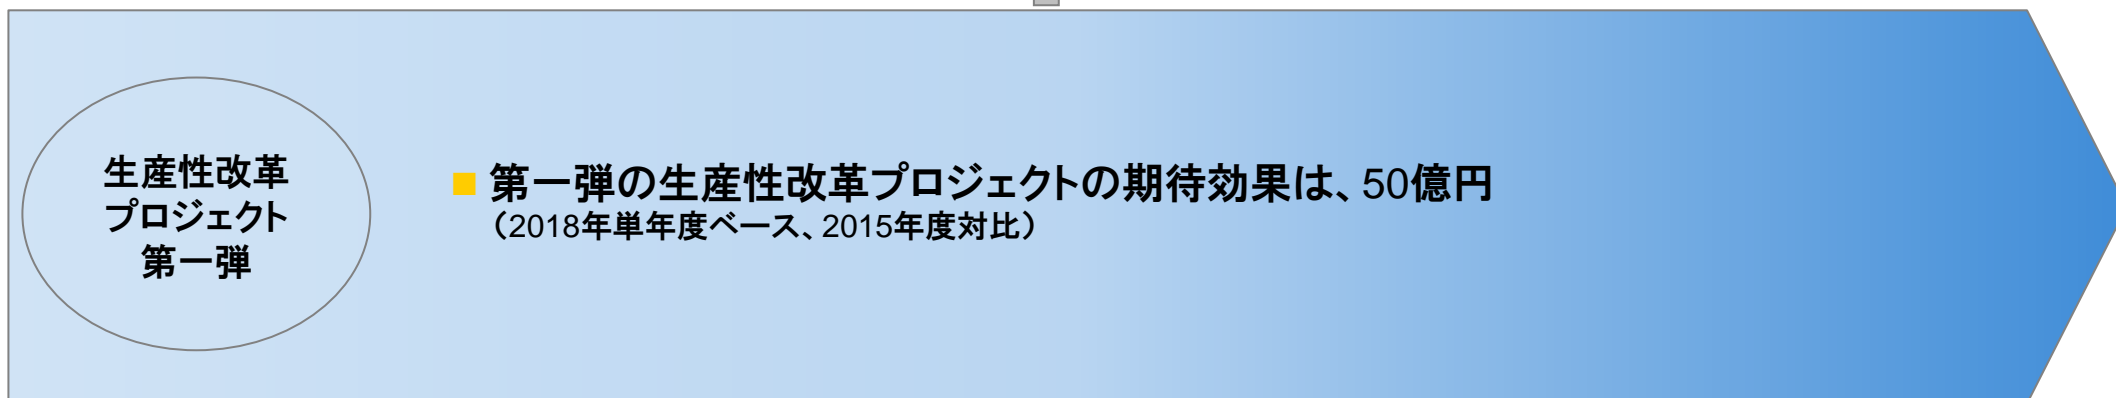 生産性改革
プロジェクト
第一弾
■ 第一弾の生産性改革プロジェクトの期待効果は、50億円
（2018年単年度ベース、2015年度対比）